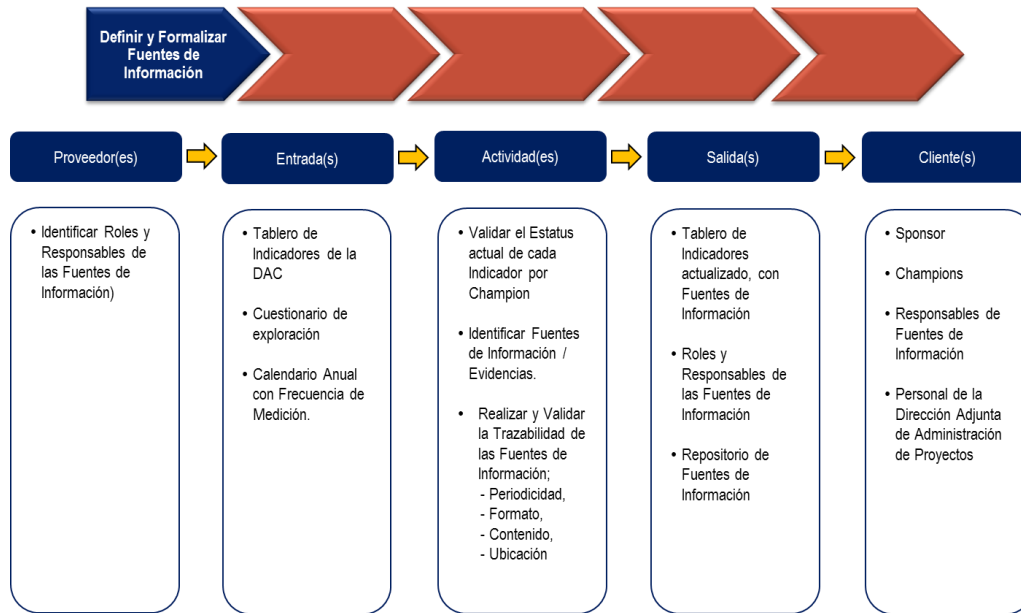 Definir y Formalizar
Fuentes de
Información
Proveedor(es)
Entrada(s)
Actividad(es)
Salida(s)
Cliente(s)
• Identificar Roles y
Responsables de
las Fuentes de
Información)
• Tablero de
Indicadores de la
DAC
• Cuestionario de
exploración
• Calendario Anual
con Frecuencia de
Medición.
• Validar el Estatus
actual de cada
Indicador por
Champion
• Identificar Fuentes
de Información /
Evidencias.
• Realizar y Validar
la Trazabilidad de
las Fuentes de
Información;
- Periodicidad,
- Formato,
- Contenido,
- Ubicación
• Tablero de
Indicadores
actualizado, con
Fuentes de
Información
• Roles y
Responsables de
las Fuentes de
Información
• Repositorio de
Fuentes de
Información
• Sponsor
• Champions
• Responsables de
Fuentes de
Información
• Personal de la
Dirección Adjunta
de Administración
de Proyectos